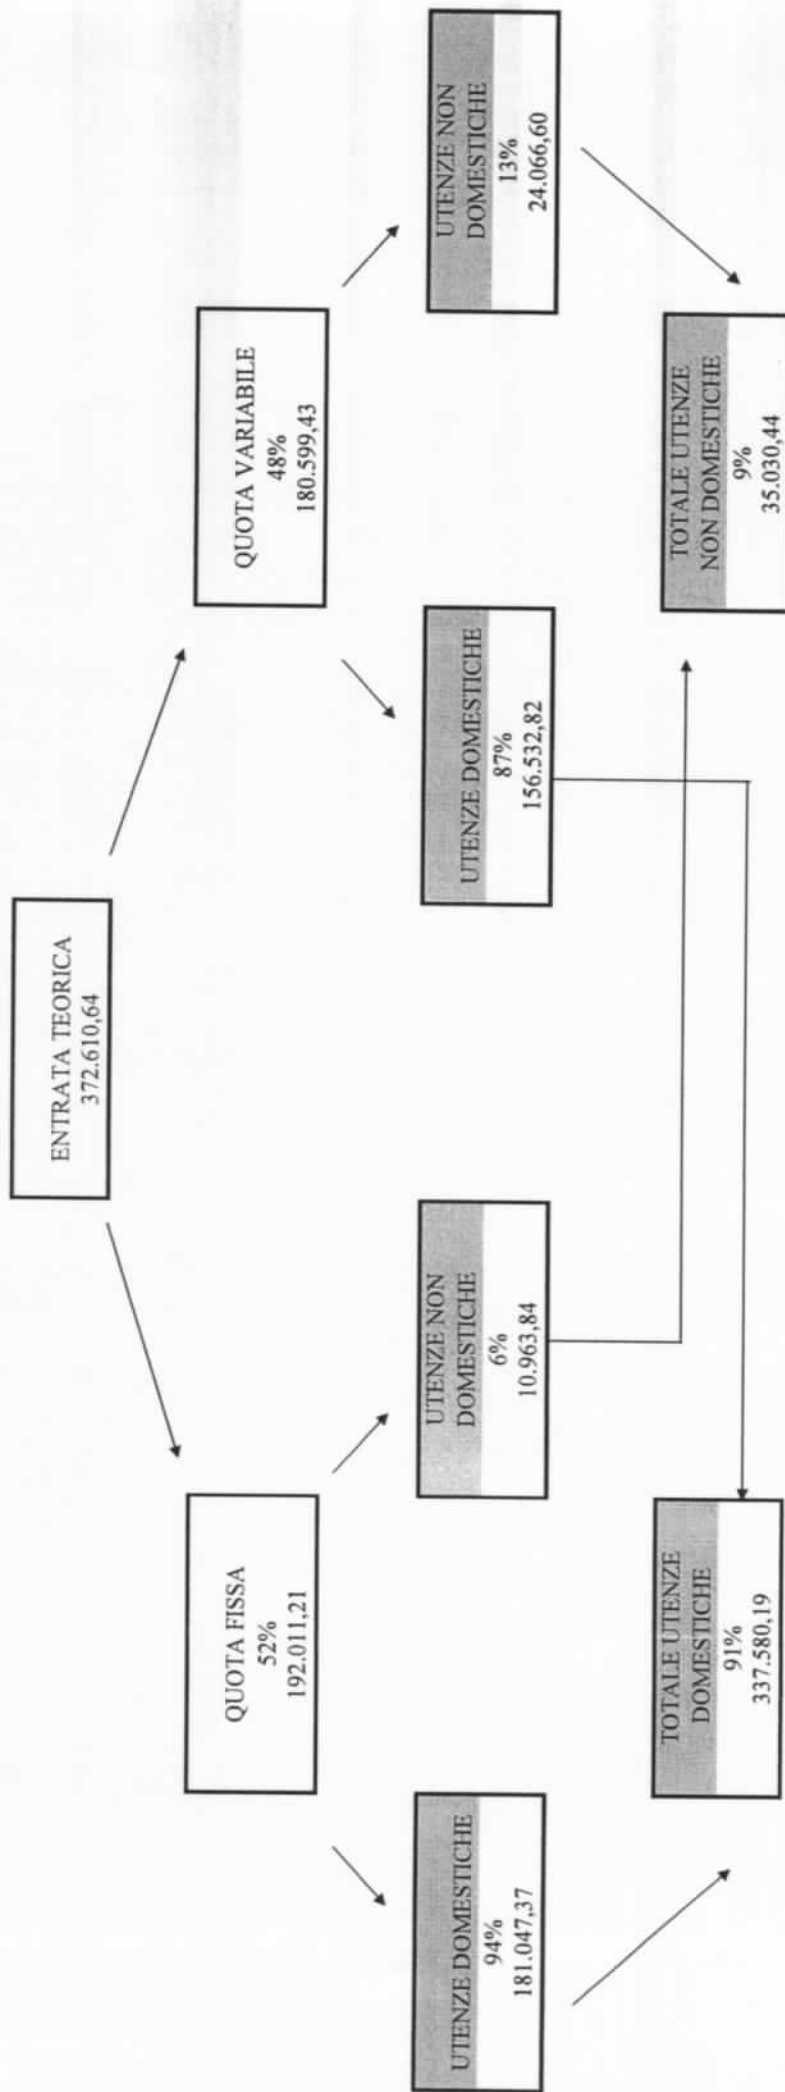 ENTRATA TEORICA
372.610,64
QUOTA FISSA
52%
192.011,21
QUOTA VARIABILE
48%
180.599,43
UTENZE DOMESTICHE
94%
181.047,37
UTENZE NON
DOMESTICHE
6%
10.963,84
UTENZE DOMESTICHE
87%
156.532,82
UTENZE NON
DOMESTICHE
13%
24.066,60
TOTALE UTENZE
DOMESTICHE
91%
337.580,19
TOTALE UTENZE
NON DOMESTICHE
9%
35.030,44